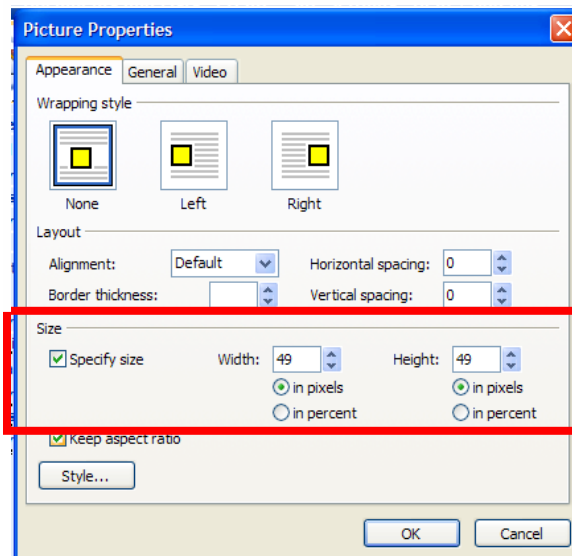 Picture Properties
Appearance General Video
Wrapping style
None Left Right
Layout
Alignment: Default Horizontal spacing: 0
Border thickness: Vertical spacing: 0
Size
Specify size Width: 49 Height: 49
in pixels in pixels
in percent in percent
Keep aspect ratio
Style...
OK Cancel